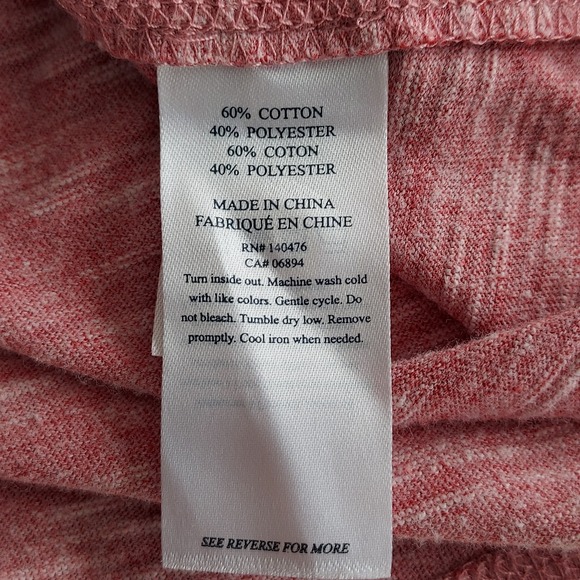 60% COTTON
40% POLYESTER
60% COTON
40% POLYESTER
MADE IN CHINA
FABRIQUÉ EN CHINE
RN# 140476
CA# 06894
Turn inside out. Machine wash cold
with like colors. Gentle cycle. Do
not bleach. Tumble dry low. Remove
promptly. Cool iron when needed.
SEE REVERSE FOR MORE